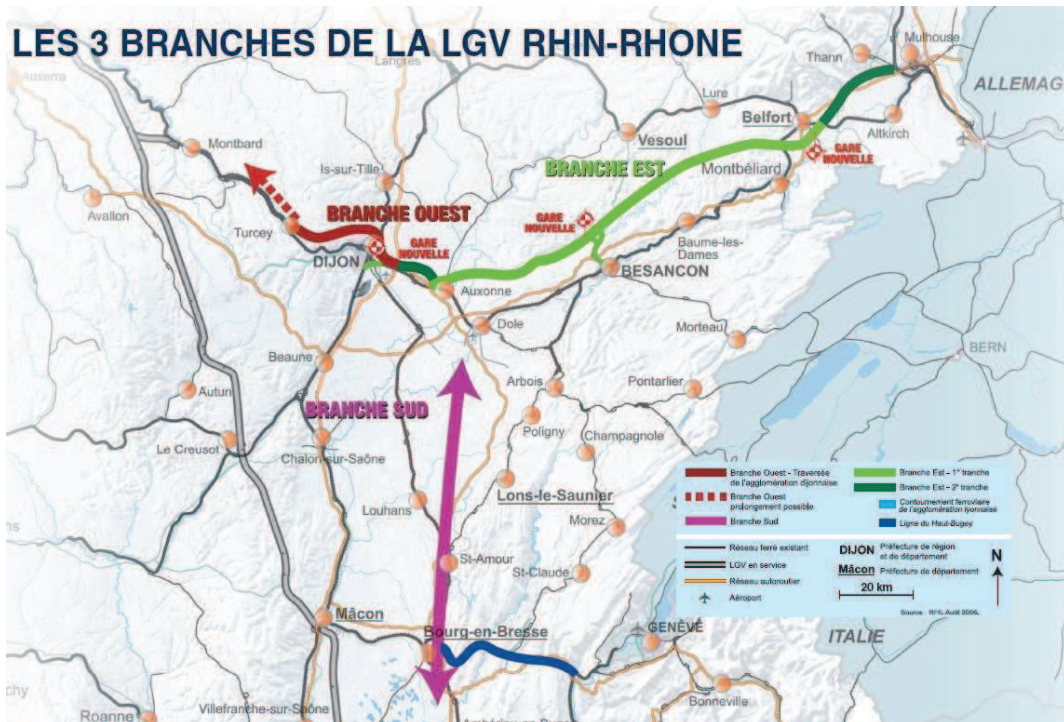 LES 3 BRANCHES DE LA LGV RHIN-RHONE
Auxerre
Langres
Thann
Mulhouse
ALLEMAG
Lure
Belfort
Vesoul
Altkirch
Montbard
Is-sur-Tille
BRANCHE EST
Montbéliard
GARE
NOUVELLE
Avallon
BRANCHE OUEST
GARE
NOUVELLE
Turcey
GARE
NOUVELLE
DIJON
Baume-les-
Dames
BESANCON
Auxonne
Dole
Morteau
BERN
Beaune
Arbois
Pontarlier
Autun
BRANCHE SUD
Poligny
Champagnole
Le Creusot
Chalon-sur-Saône
Lons-le-Saunier
Louhans
Morez
St-Amour
St-Claude
Mâcon
Bourg-en-Bresse
GENÈVE
ITALIE
Bonneville
Villefranche-sur-Saône
Roanne
Branche Ouest – Traversée
de l'agglomération dijonnaise
Branche Ouest
prolongement possible
Branche Sud
Branche Est – 1e tranche
Branche Est – 2e tranche
Contournement ferroviaire
de l'agglomération lyonnaise
Ligne du Haut-Bugey
Réseau ferré existant
LGV en service
Réseau autoroutier
Aéroport
DIJON Préfecture de région
et de département
Mâcon Préfecture de département
20 km
N
Source : RFF. Août 2006.